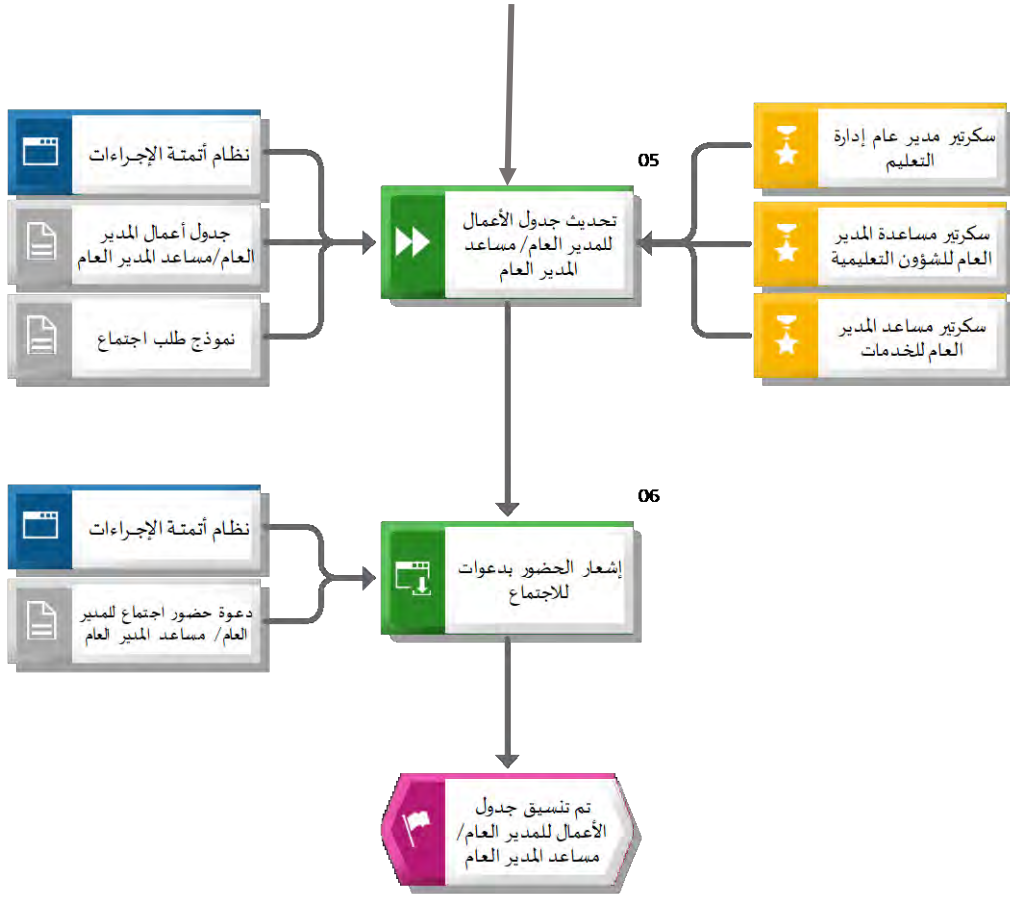 سكرتير مدير عام إدارة
التعليم
سكرتير مساعدة المدير
العام للشؤون التعليمية
سكرتير مساعد المدير
العام للخدمات
05
تحديث جدول الأعمال
للمدير العام/ مساعد
المدير العام
نظام أتمتة الإجراءات
جدول أعمال المدير
العام/مساعد المدير العام
نموذج طلب اجتماع
06
إشعار الحضور بدعوات
للاجتماع
نظام أتمتة الإجراءات
دعوة حضور اجتماع للمدير
العام/ مساعد المدير العام
تم تنسيق جدول
الأعمال للمدير العام/
مساعد المدير العام